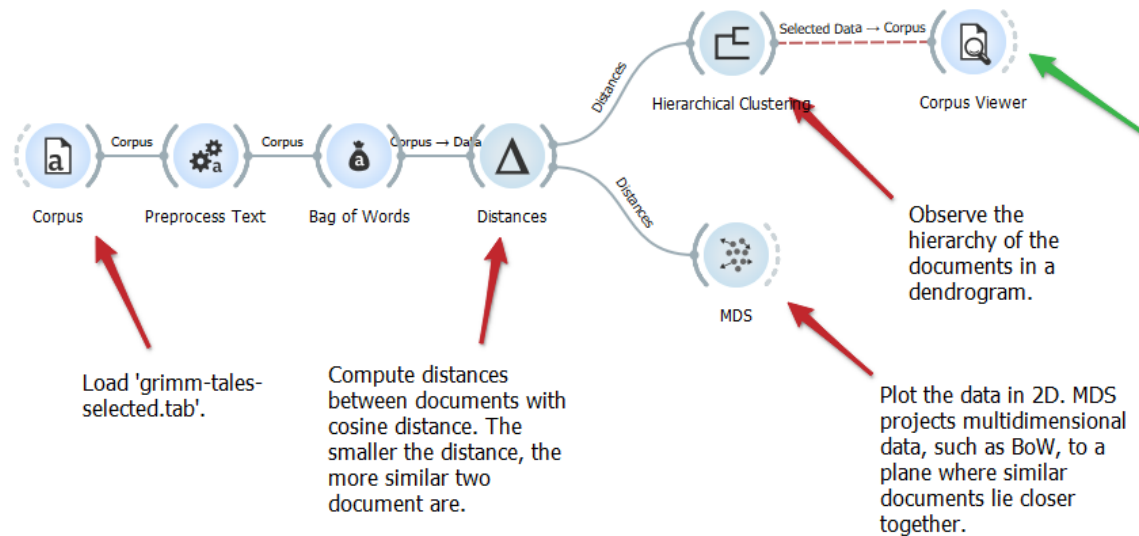 Selected Data → Corpus
Distances
Hierarchical Clustering
Corpus Viewer
Corpus
Corpus
Corpus → Data
a
a
a
Δ
Corpus
Preprocess Text
Bag of Words
Distances
Distances
MDS
Observe the
hierarchy of the
documents in a
dendrogram.
Load 'grimm-tales-
selected.tab'.
Compute distances
between documents with
cosine distance. The
smaller the distance, the
more similar two
document are.
Plot the data in 2D. MDS
projects multidimensional
data, such as BoW, to a
plane where similar
documents lie closer
together.